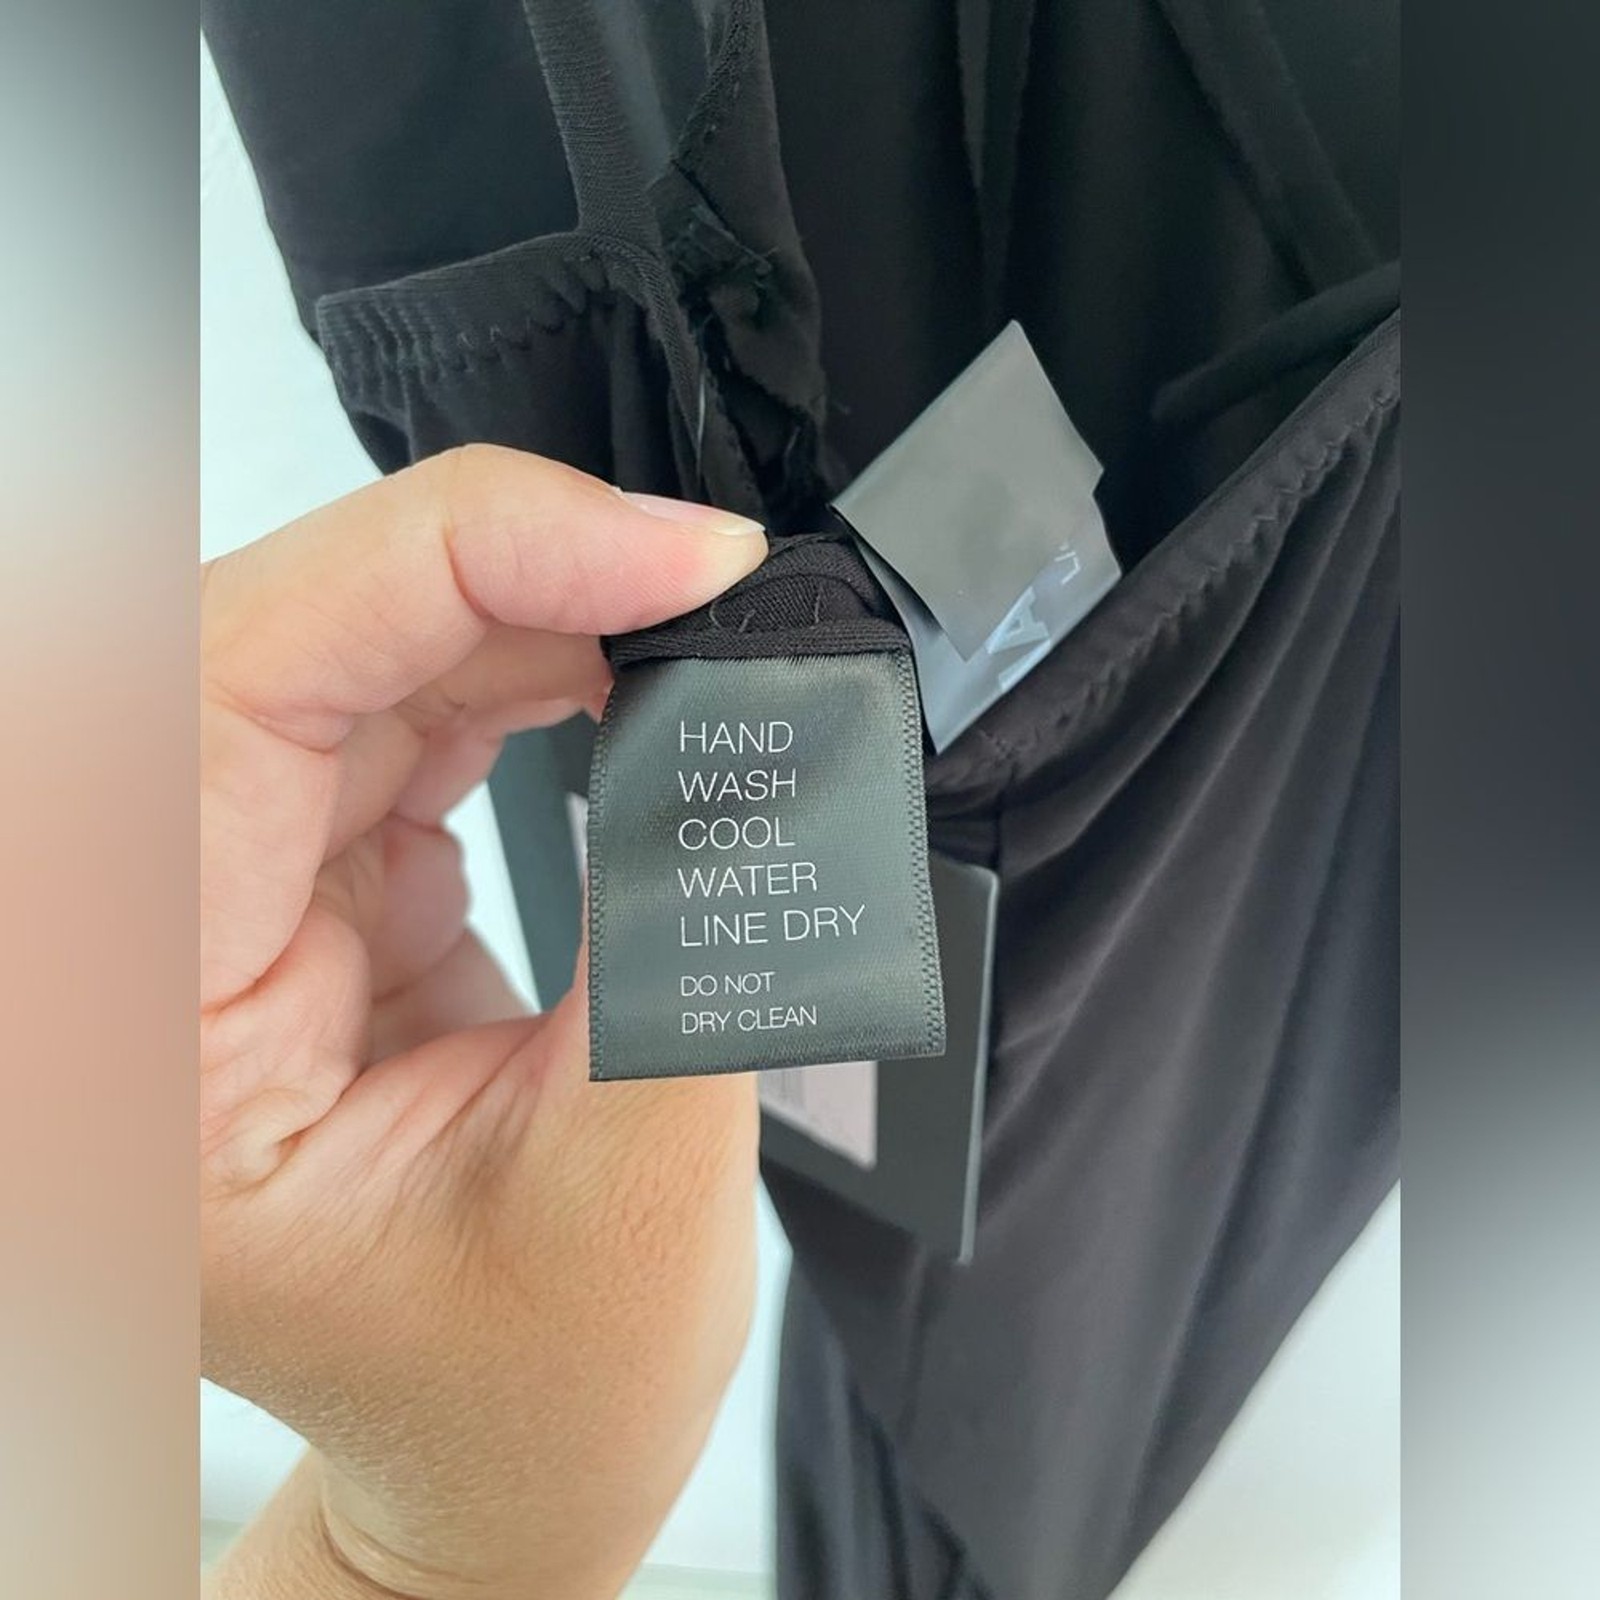 HAND
WASH
COOL
WATER
LINE DRY
DO NOT
DRY CLEAN